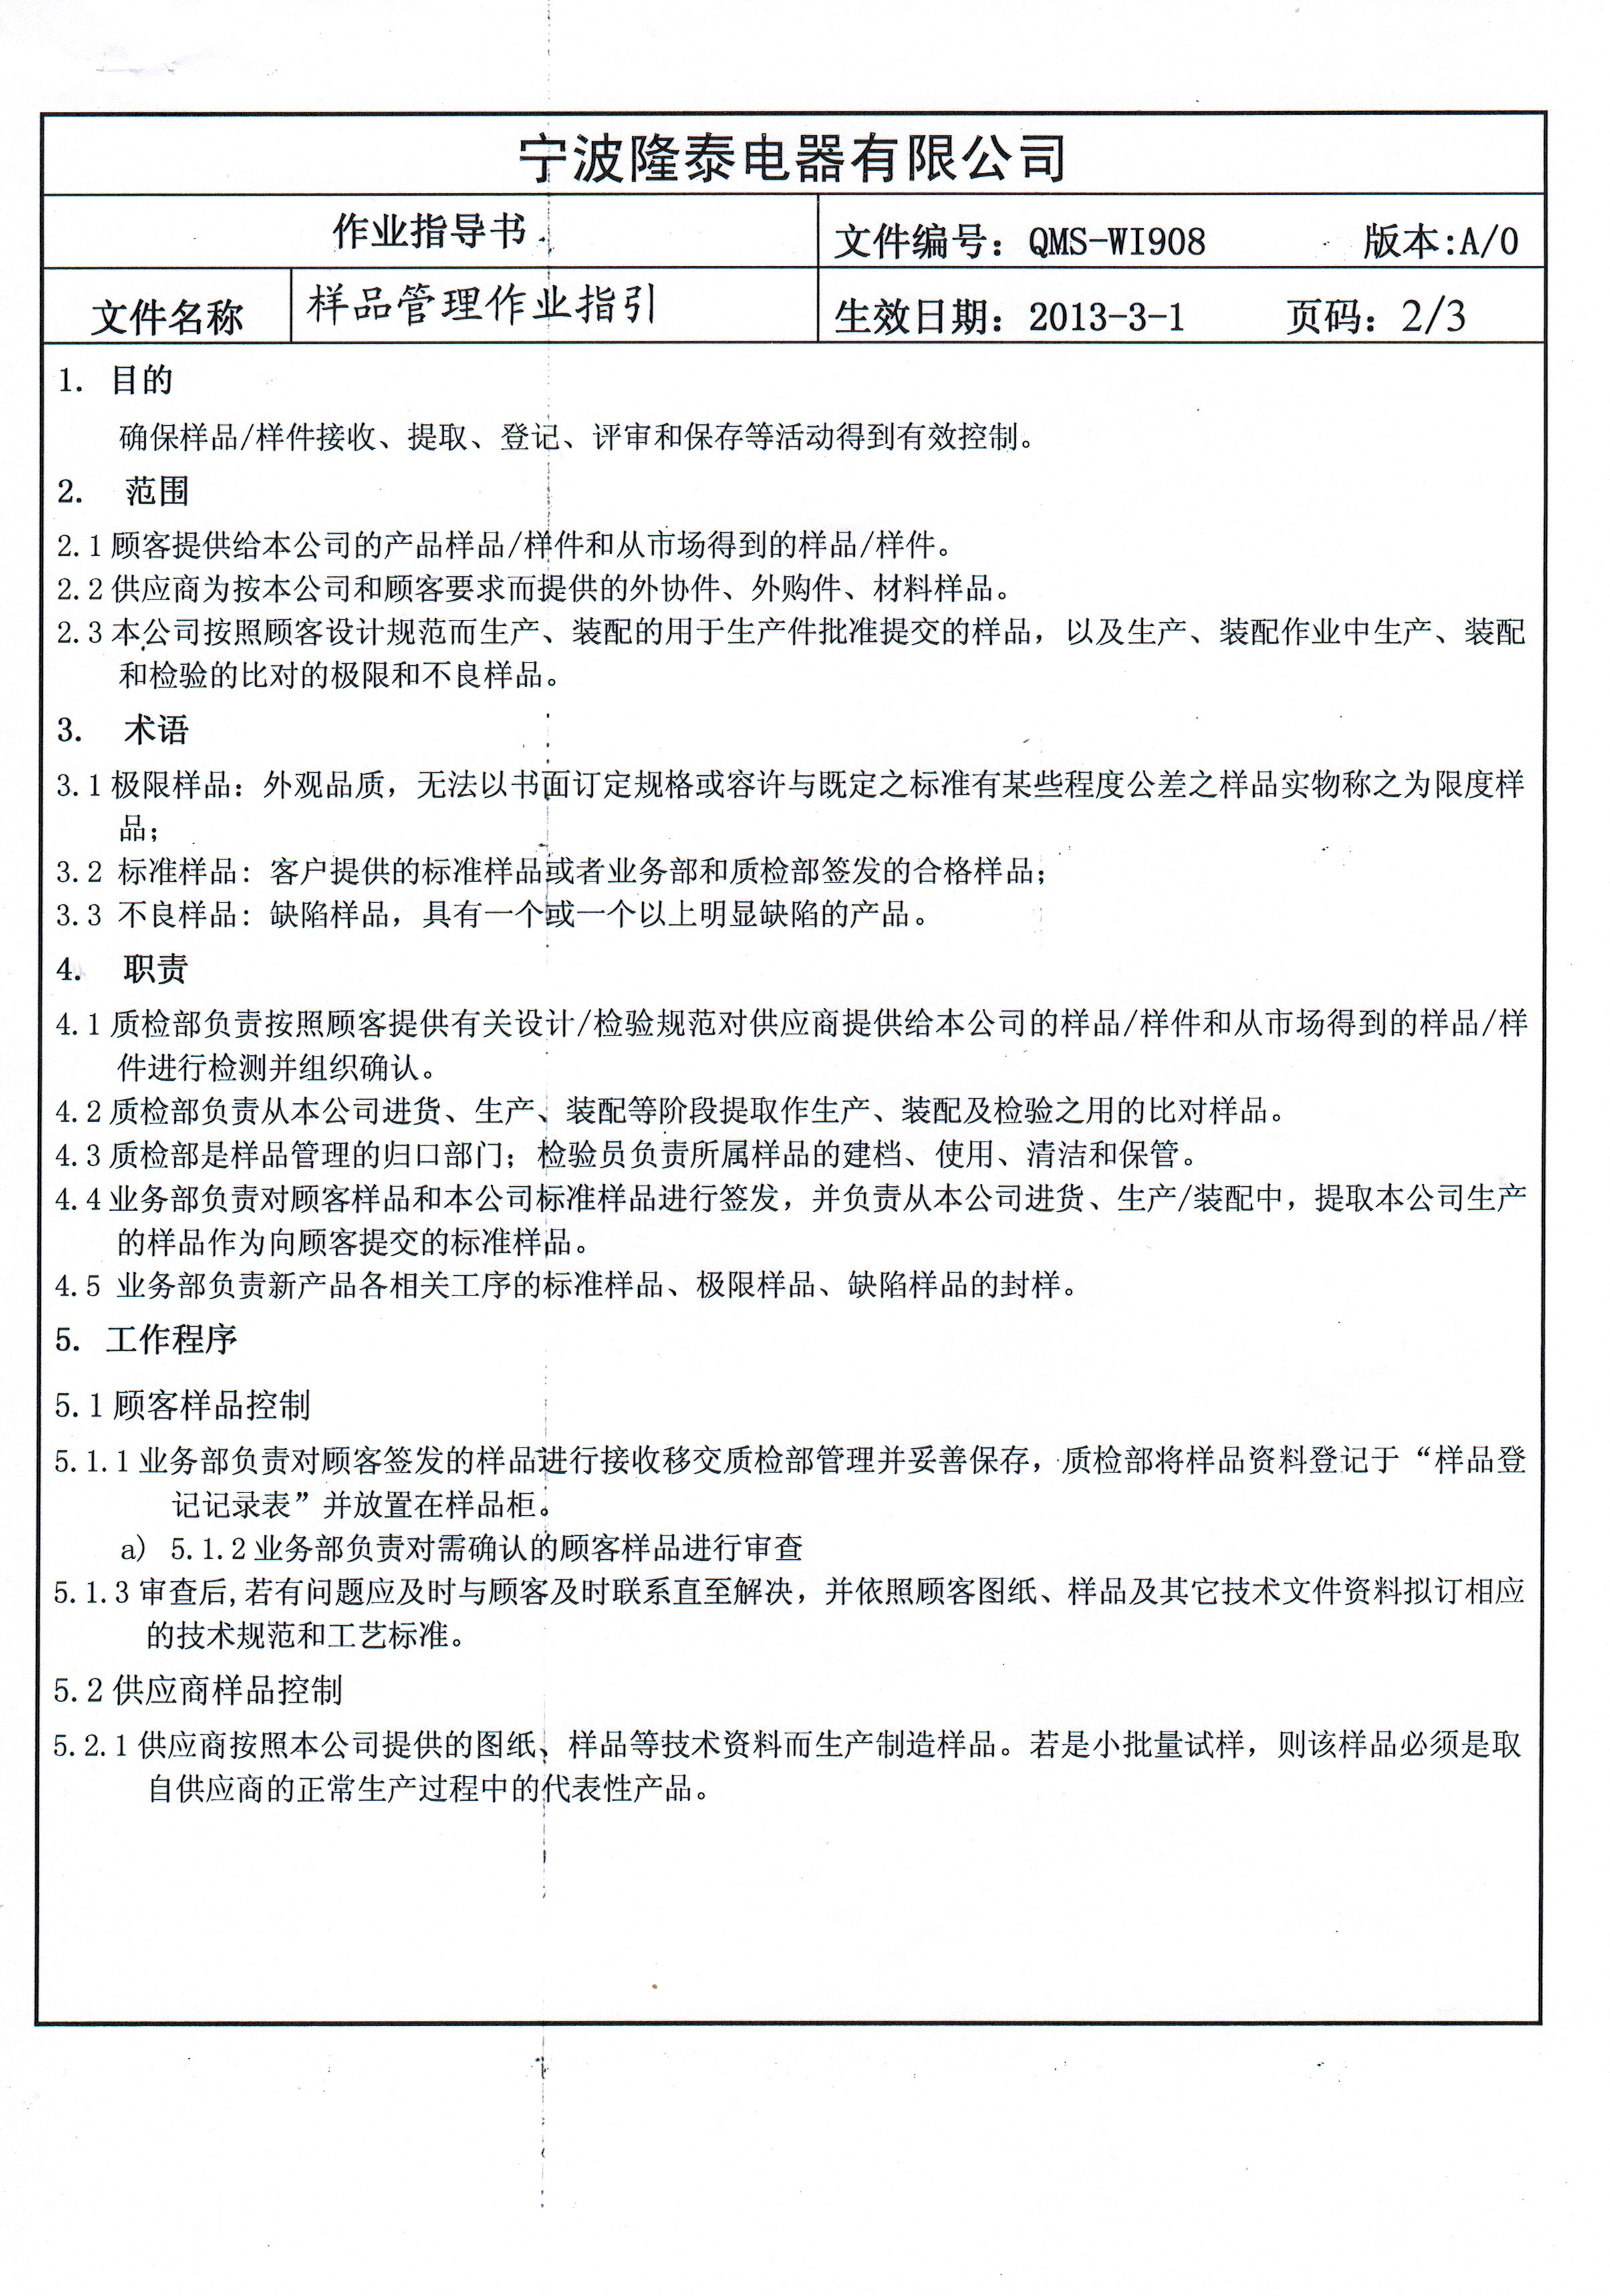 宁波隆泰电器有限公司
作业指导书
文件编号：QMS-WI908 版本:A/0
文件名称 样品管理作业指引 生效日期：2013-3-1 页码：2/3
1. 目的
确保样品/样件接收、提取、登记、评审和保存等活动得到有效控制。
2. 范围
2.1 顾客提供给本公司的产品样品/样件和从市场得到的样品/样件。
2.2 供应商为按本公司和顾客要求而提供的外协件、外购件、材料样品。
2.3 本公司按照顾客设计规范而生产、装配的用于生产件批准提交的样品，以及生产、装配作业中生产、装配
和检验的比对的极限和不良样品。
3. 术语
3.1 极限样品：外观品质，无法以书面订定规格或容许与既定之标准有某些程度公差之样品实物称之为限度样
品；
3.2 标准样品：客户提供的标准样品或者业务部和质检部签发的合格样品；
3.3 不良样品：缺陷样品，具有一个或一个以上明显缺陷的产品。
4. 职责
4.1 质检部负责按照顾客提供有关设计/检验规范对供应商提供给本公司的样品/样件和从市场得到的样品/样
件进行检测并组织确认。
4.2 质检部负责从本公司进货、生产、装配等阶段提取作生产、装配及检验之用的比对样品。
4.3 质检部是样品管理的归口部门；检验员负责所属样品的建档、使用、清洁和保管。
4.4 业务部负责对顾客样品和本公司标准样品进行签发，并负责从本公司进货、生产/装配中，提取本公司生产
的样品作为向顾客提交的标准样品。
4.5 业务部负责新产品各相关工序的标准样品、极限样品、缺陷样品的封样。
5. 工作程序
5.1 顾客样品控制
5.1.1 业务部负责对顾客签发的样品进行接收移交质检部管理并妥善保存，质检部将样品资料登记于“样品登
记记录表”并放置在样品柜。
a) 5.1.2 业务部负责对需确认的顾客样品进行审查
5.1.3 审查后,若有问题应及时与顾客及时联系直至解决，并依照顾客图纸、样品及其它技术文件资料拟订相应
的技术规范和工艺标准。
5.2 供应商样品控制
5.2.1 供应商按照本公司提供的图纸、样品等技术资料而生产制造样品。若是小批量试样，则该样品必须是取
自供应商的正常生产过程中的代表性产品。